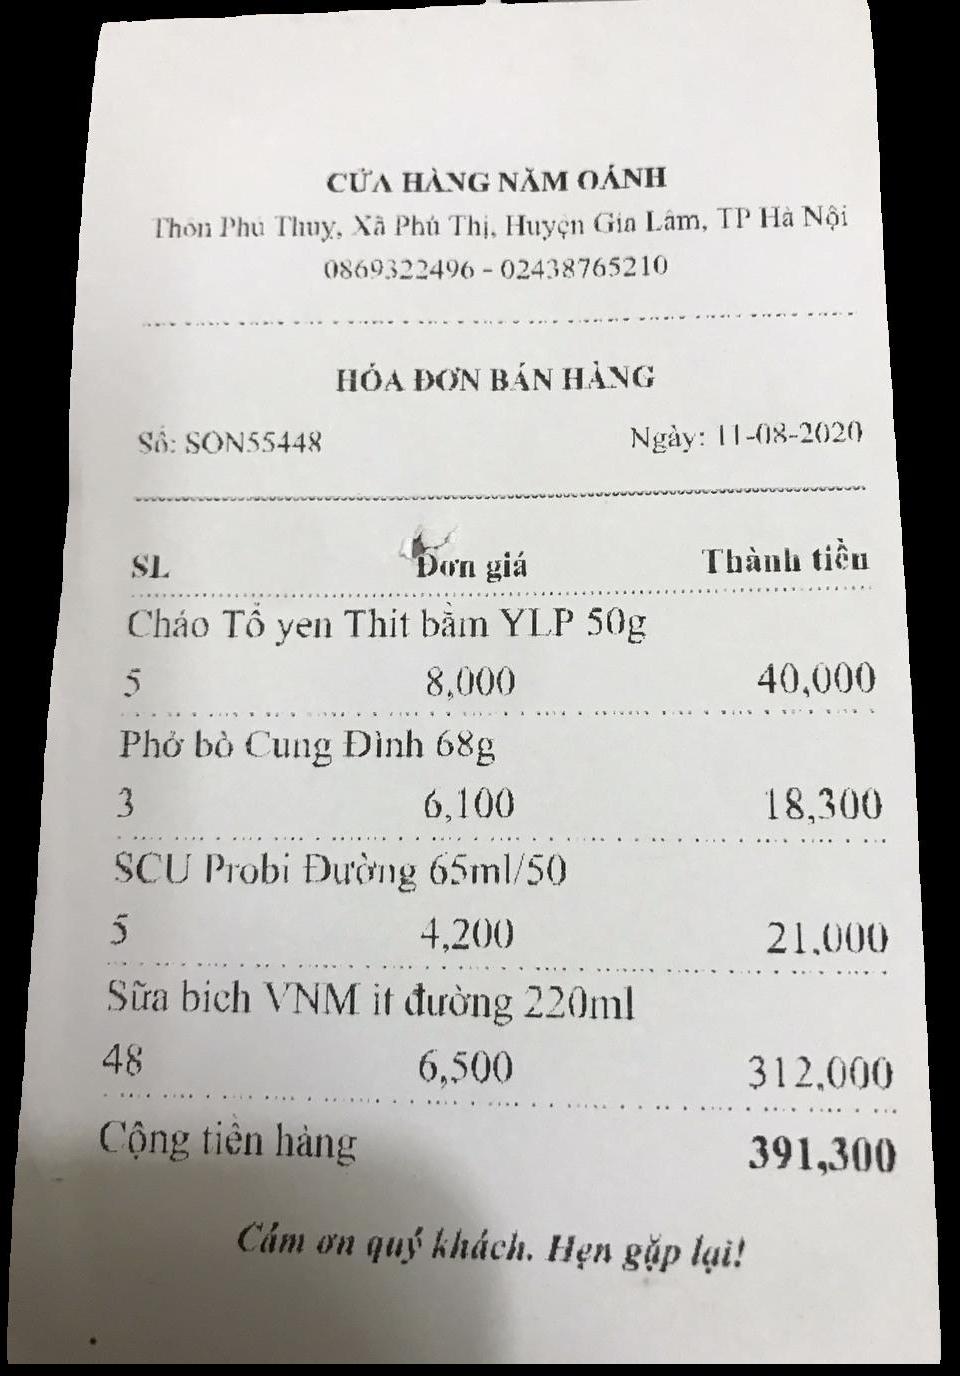 CỬA HÀNG NĂM OÁNH
Thôn Phú Thuỵ, Xã Phú Thị, Huyện Gia Lâm, TP Hà Nội
0869322496 - 02438765210
HÓA ĐƠN BÁN HÀNG
Số: SON55448 Ngày: 11-08-2020
SL Đơn giá Thành tiền
Cháo Tổ yen Thit bằm YLP 50g
5 8,000 40,000
Phở bò Cung Đình 68g
3 6,100 18,300
SCU Probi Đường 65ml/50
5 4,200 21,000
Sữa bich VNM it đường 220ml
48 6,500 312,000
Cộng tiền hàng 391,300
Cám ơn quý khách. Hẹn gặp lại!